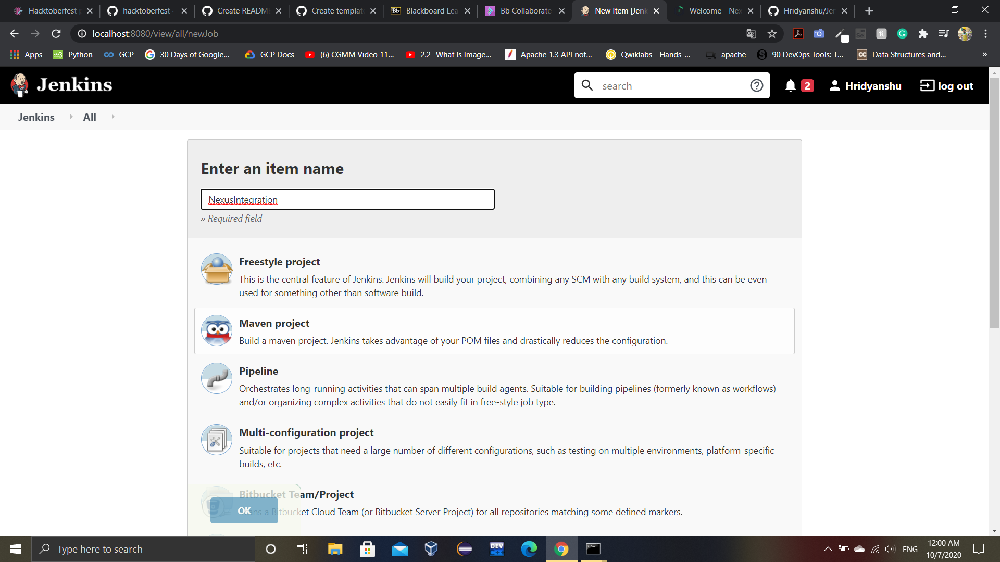 Hacktoberfest p
hacktoberfest -
Create README
Create templat
Bb
Blackboard Lea
Bb Collaborate
New Item [Jenk
Welcome - Nex
Hridyanshu/Jen
localhost:8080/view/all/newJob
Apps
w3
Python
GCP
30 Days of Google...
GCP Docs
(6) CGMM Video 11...
2.2- What Is Image...
Apache 1.3 API not...
Qwiklabs - Hands-...
apache
90 DevOps Tools: T...
CC
Data Structures and...
»
Jenkins
search
2
Hridyanshu
log out
Jenkins
All
Enter an item name
NexusIntegration
» Required field
Freestyle project
This is the central feature of Jenkins. Jenkins will build your project, combining any SCM with any build system, and this can be even
used for something other than software build.
Maven project
Build a maven project. Jenkins takes advantage of your POM files and drastically reduces the configuration.
Pipeline
Orchestrates long-running activities that can span multiple build agents. Suitable for building pipelines (formerly known as workflows)
and/or organizing complex activities that do not easily fit in free-style job type.
Multi-configuration project
Suitable for projects that need a large number of different configurations, such as testing on multiple environments, platform-specific
builds, etc.
Bitbucket Team/Project
OK
a Bitbucket Cloud Team (or Bitbucket Server Project) for all repositories matching some defined markers.
Type here to search
DEV
C++
ENG
12:00 AM
10/7/2020